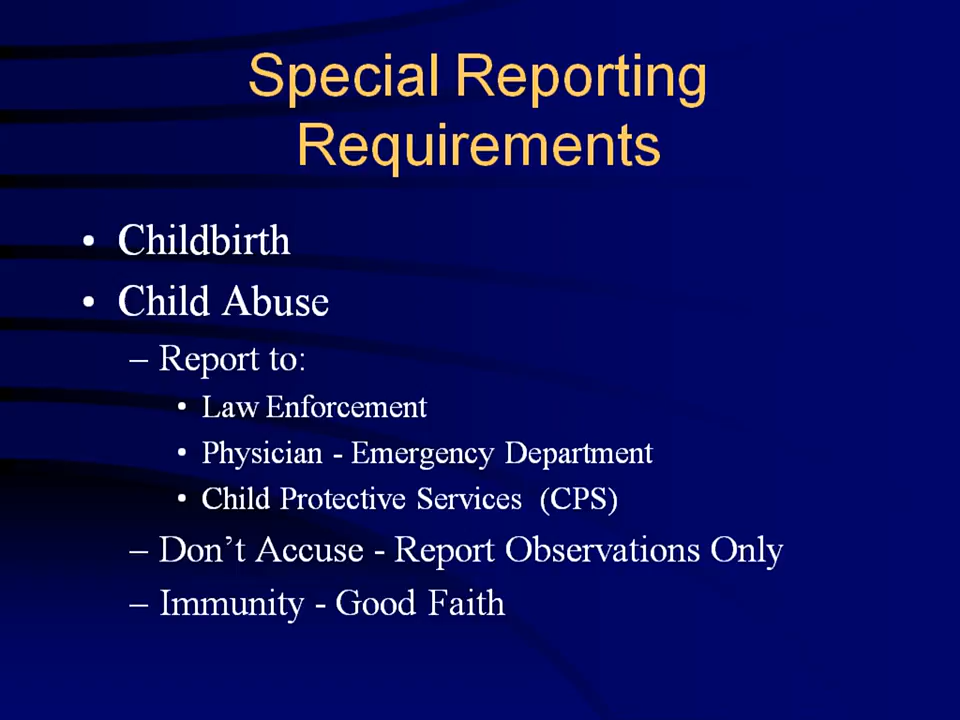 Special Reporting
Requirements
• Childbirth
• Child Abuse
– Report to:
• Law Enforcement
• Physician - Emergency Department
• Child Protective Services  (CPS)
– Don’t Accuse - Report Observations Only
– Immunity - Good Faith